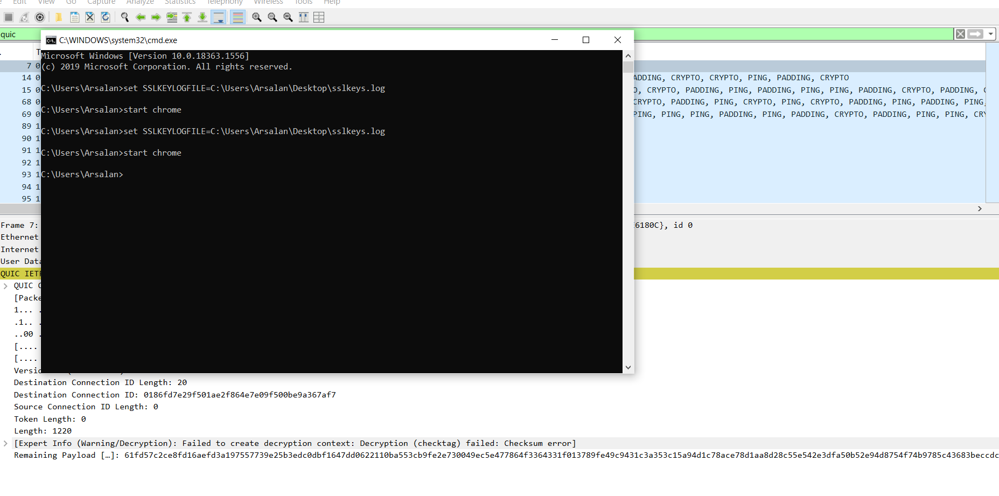 Edit View Go Capture Analyze Statistics Telephony Wireless Tools Help
quic
C:\WINDOWS\system32\cmd.exe
Microsoft Windows [Version 10.0.18363.1556]
(c) 2019 Microsoft Corporation. All rights reserved.
C:\Users\Arsalan>set SSLKEYLOGFILE=C:\Users\Arsalan\Desktop\sslkeys.log
C:\Users\Arsalan>start chrome
C:\Users\Arsalan>set SSLKEYLOGFILE=C:\Users\Arsalan\Desktop\sslkeys.log
C:\Users\Arsalan>start chrome
C:\Users\Arsalan>
7 0
14 0 ADDING, CRYPTO, CRYPTO, PING, PADDING, CRYPTO
15 0 O, CRYPTO, PADDING, PING, PADDING, PING, PING, PADDING, CRYPTO, PADDING,
68 0 CRYPTO, PADDING, PING, CRYPTO, PING, CRYPTO, PADDING, PING, PADDING, PING,
69 0 PING, PING, PING, PADDING, PING, PADDING, CRYPTO, PADDING, PING, PING, CRY
89 1
90 1
91 1
92 1
93 1
94 1
95 1
Frame 7: 6180C}, id 0
Ethernet
Internet
User Data
QUIC IETF
QUIC C
[Packe
1... .
.1.. .
..00 .
[....
[....
Versio
Destination Connection ID Length: 20
Destination Connection ID: 0186fd7e29f501ae2f864e7e09f500be9a367af7
Source Connection ID Length: 0
Token Length: 0
Length: 1220
[Expert Info (Warning/Decryption): Failed to create decryption context: Decryption (checktag) failed: Checksum error]
Remaining Payload […]: 61fd57c2ce8fd16aefd3a197557739e25b3edc0dbf1647dd0622110ba553cb9fe2e730049ec5e477864f3364331f013789fe49c9431c3a353c15a94d1c78ace78d1aa8d28c55e542e3dfa50b52e94d8754f74b9785c43683beccdc